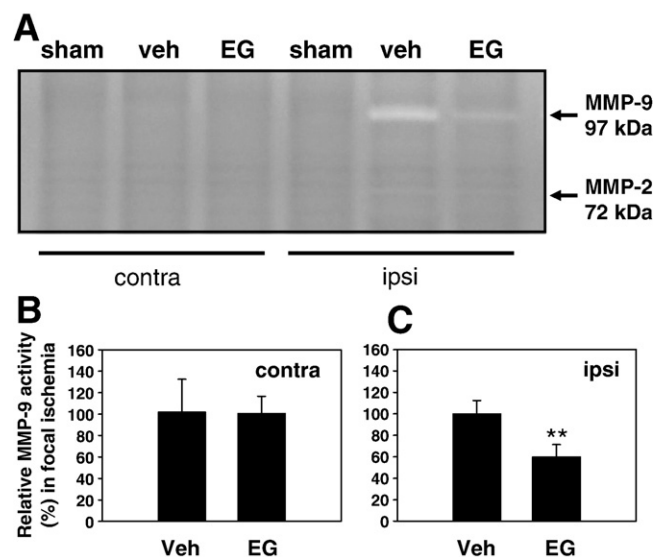 A
sham veh EG sham veh EG
MMP-9
97 kDa
MMP-2
72 kDa
contra ipsi
B
Relative MMP-9 activity
(%) in focal ischemia
160
140
120
100
80
60
40
20
0
contra
Veh EG
C
160
140
120
100
80
60
40
20
0
ipsi
**
Veh EG